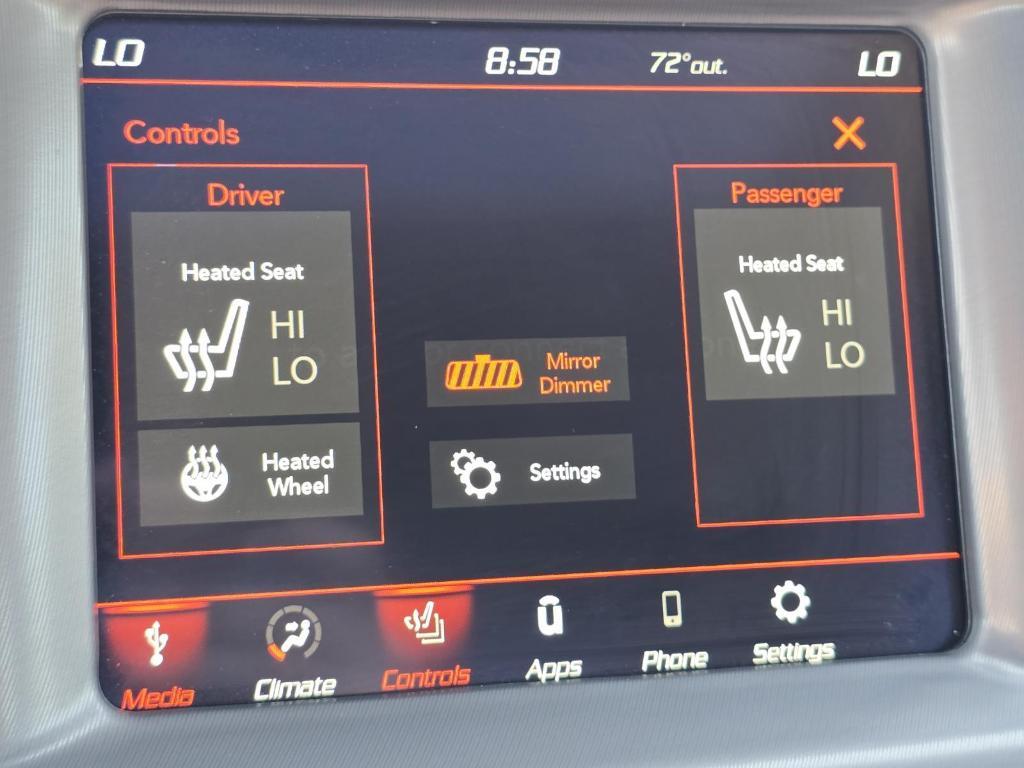 LO
8:58
72°out.
LO
Controls
Driver
Heated Seat
HI
LO
Heated
Wheel
Mirror
Dimmer
Settings
Passenger
Heated Seat
HI
LO
Media
Climate
Controls
Apps
Phone
Settings